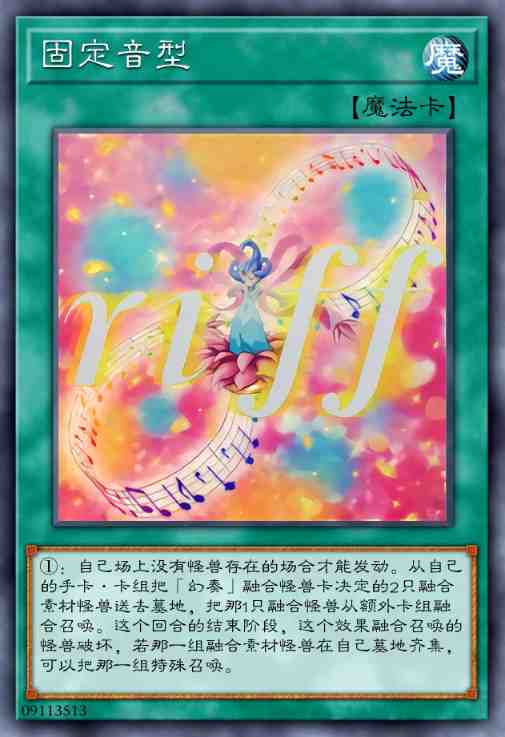 固定音型
魔
【魔法卡】
riff
①：自己场上没有怪兽存在的场合才能发动。从自己
的手卡·卡组把「幻奏」融合怪兽卡决定的2只融合
素材怪兽送去墓地，把那1只融合怪兽从额外卡组融
合召唤。这个回合的结束阶段，这个效果融合召唤的
怪兽破坏，若那一组融合素材怪兽在自己墓地齐集，
可以把那一组特殊召唤。
09113513